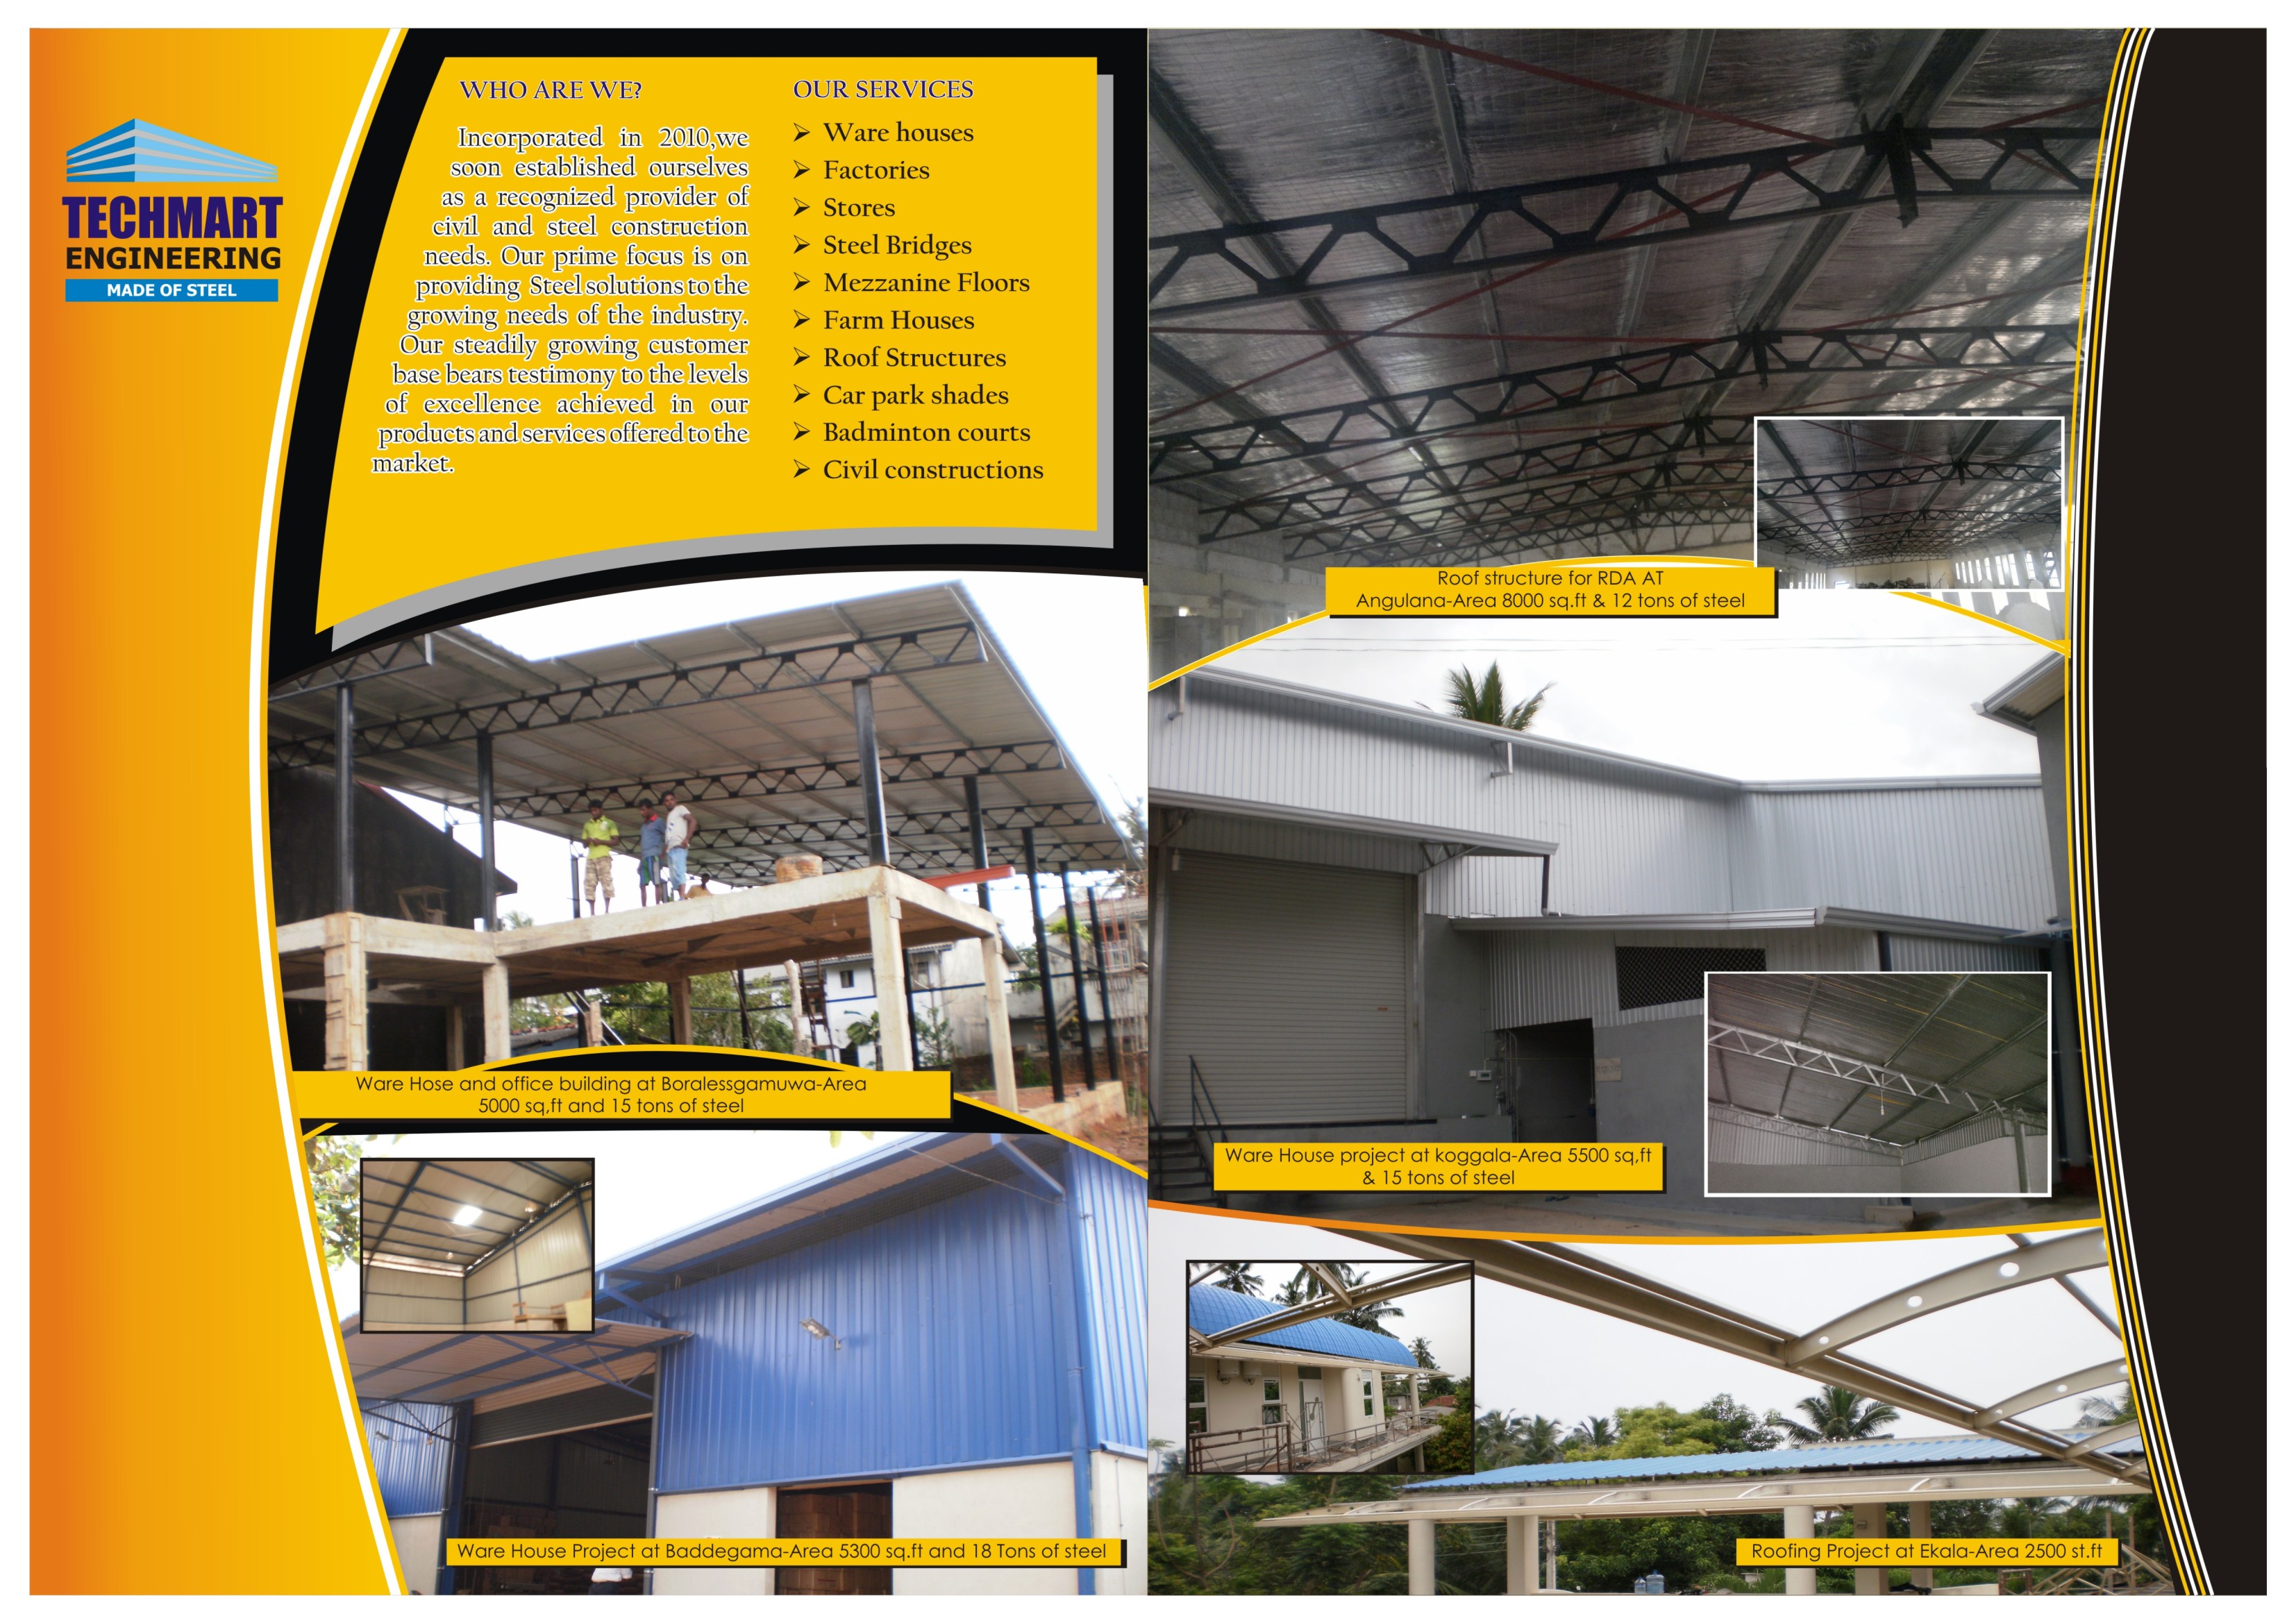 TECHMART
ENGINEERING
MADE OF STEEL
WHO ARE WE?
Incorporated in 2010,we
soon established ourselves
as a recognized provider of
civil and steel construction
needs. Our prime focus is on
providing Steel solutions to the
growing needs of the industry.
Our steadily growing customer
base bears testimony to the levels
of excellence achieved in our
products and services offered to the
market.
OUR SERVICES
➢ Ware houses
➢ Factories
➢ Stores
➢ Steel Bridges
➢ Mezzanine Floors
➢ Farm Houses
➢ Roof Structures
➢ Car park shades
➢ Badminton courts
➢ Civil constructions
Ware Hose and office building at Boralessgamuwa-Area
5000 sq,ft and 15 tons of steel
Ware House Project at Baddegama-Area 5300 sq.ft and 18 Tons of steel
Roof structure for RDA AT
Angulana-Area 8000 sq.ft & 12 tons of steel
Ware House project at koggala-Area 5500 sq,ft
& 15 tons of steel
Roofing Project at Ekala-Area 2500 st.ft